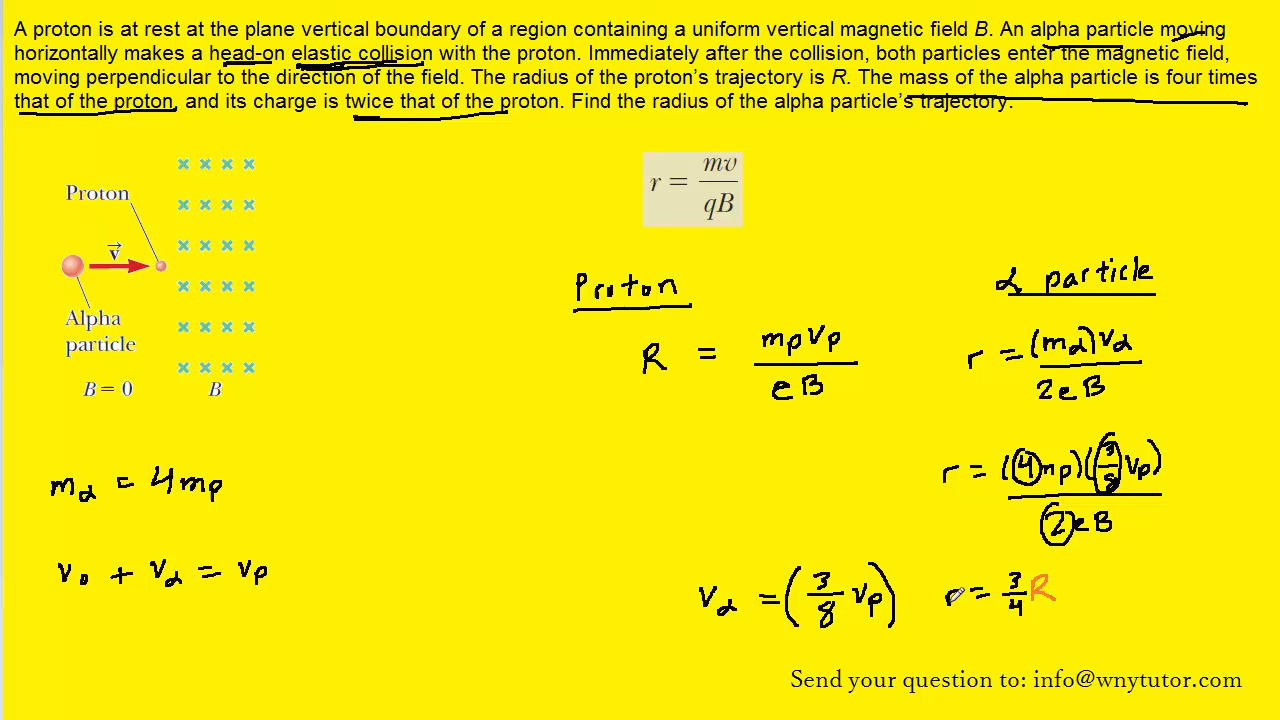 A proton is at rest at the plane vertical boundary of a region containing a uniform vertical magnetic field B. An alpha particle moving
horizontally makes a head-on elastic collision with the proton. Immediately after the collision, both particles enter the magnetic field,
moving perpendicular to the direction of the field. The radius of the proton's trajectory is R. The mass of the alpha particle is four times
that of the proton, and its charge is twice that of the proton. Find the radius of the alpha particle's trajectory.
× × × ×
Proton
× × × ×
r = mv / qB
v⃗
× × × ×
× × × ×
Alpha
particle
× × × ×
× × × ×
B = 0
B
Proton
R = mpvp / eB
α particle
r = (mα)vα / 2eB
r = (4mp)(3/8 vp) / 2eB
mα = 4mp
v₀ + vα = vp
vα = (3/8 vp)
r = 3/4 R
Send your question to: info@wnytutor.com